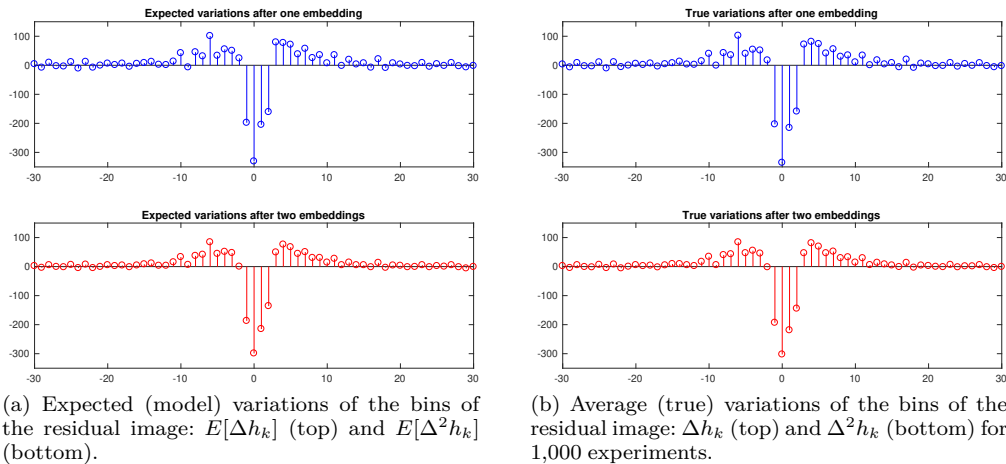 Expected variations after one embedding
100
0
-100
-200
-300
-30 -20 -10 0 10 20 30
Expected variations after two embeddings
100
0
-100
-200
-300
-30 -20 -10 0 10 20 30
(a) Expected (model) variations of the bins of
the residual image: E[Δh_k] (top) and E[Δ²h_k]
(bottom).
True variations after one embedding
100
0
-100
-200
-300
-30 -20 -10 0 10 20 30
True variations after two embeddings
100
0
-100
-200
-300
-30 -20 -10 0 10 20 30
(b) Average (true) variations of the bins of the
residual image: Δh_k (top) and Δ²h_k (bottom) for
1,000 experiments.